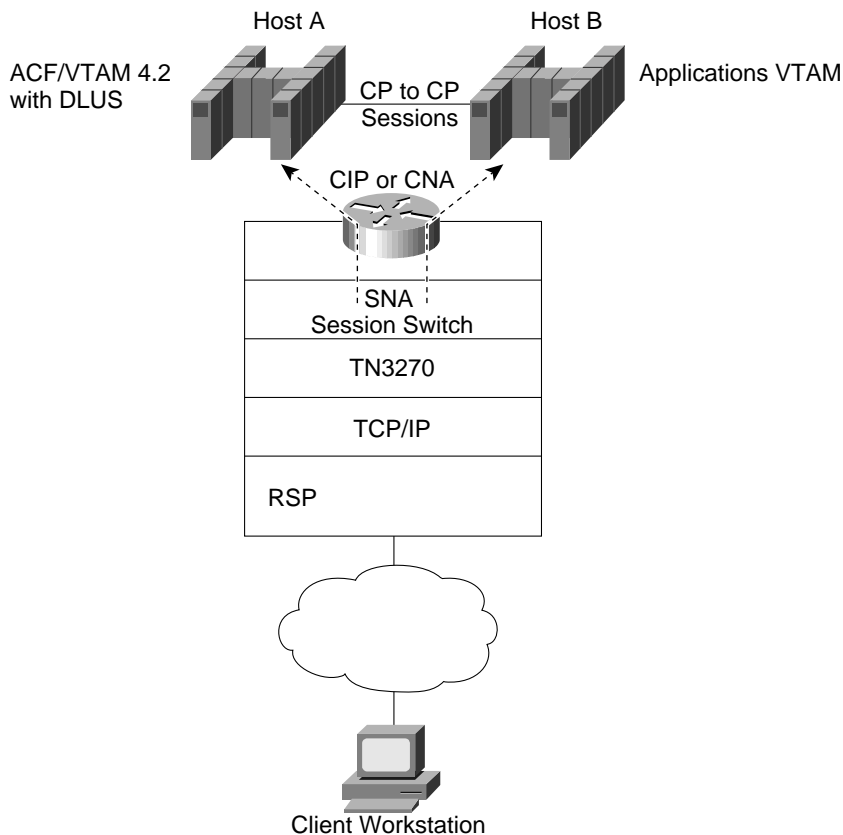 Host A
Host B
ACF/VTAM 4.2
with DLUS
Applications VTAM
CP to CP
Sessions
CIP or CNA
SNA
Session Switch
TN3270
TCP/IP
RSP
Client Workstation